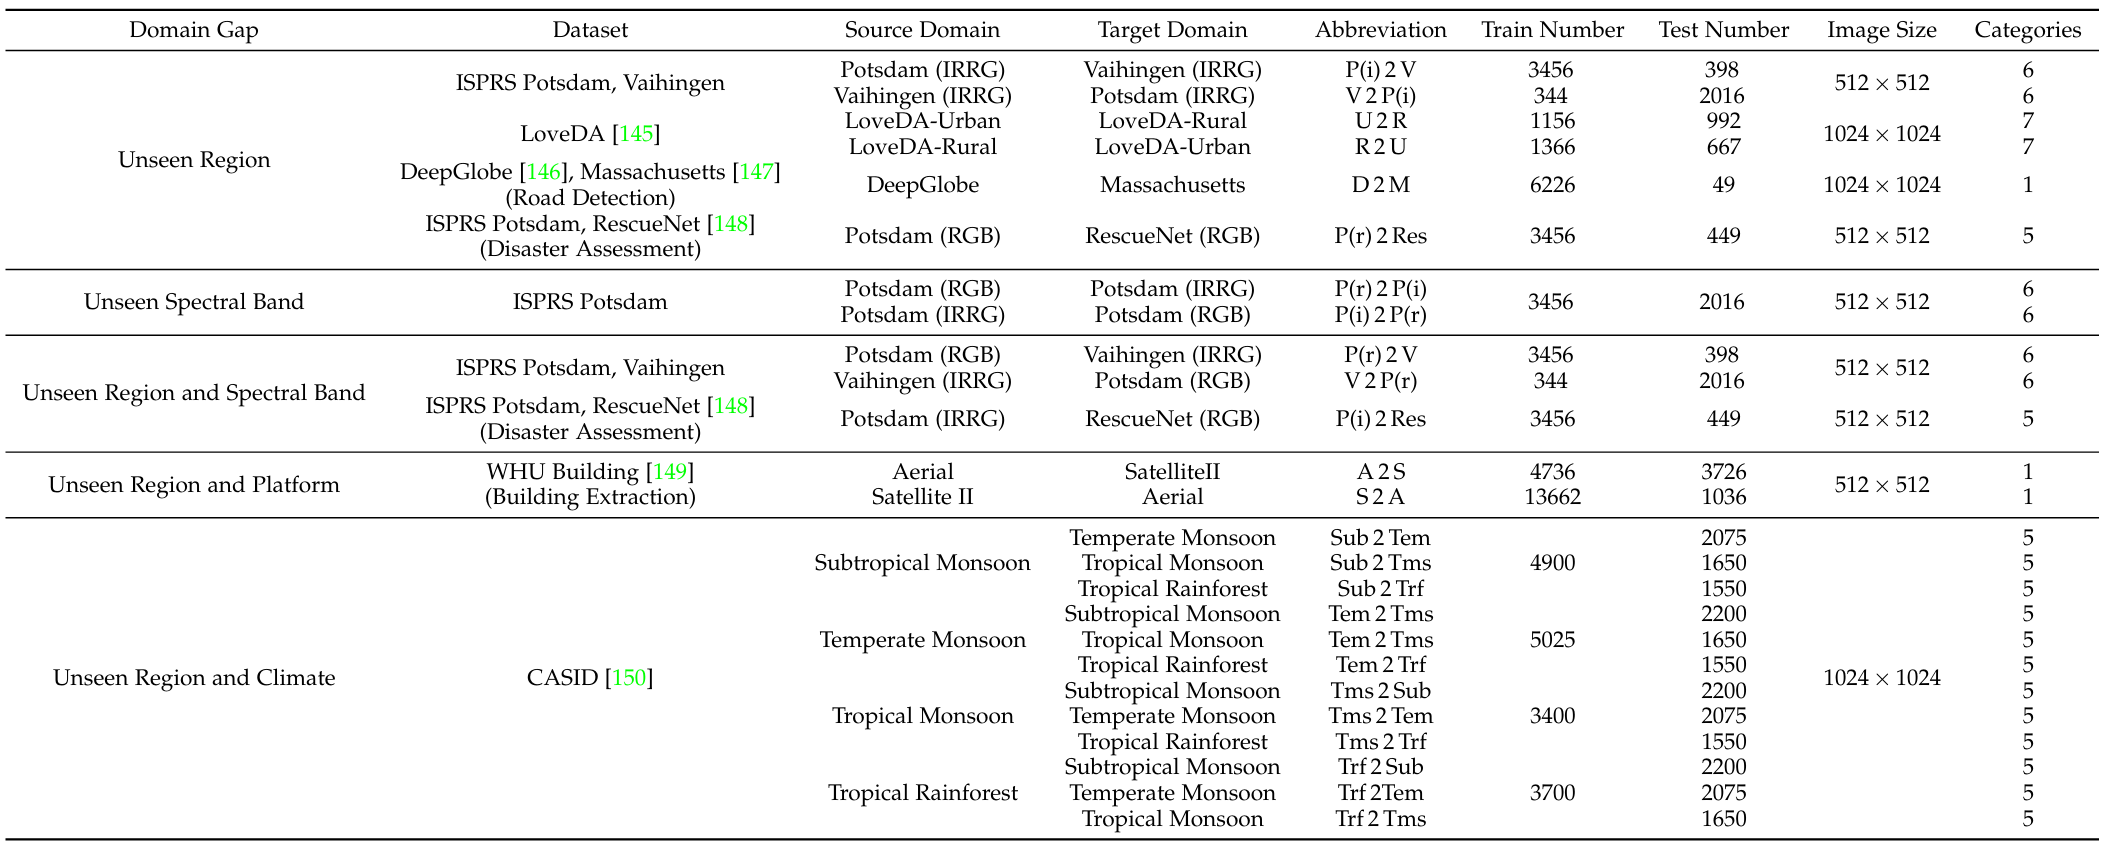 Domain Gap Dataset Source Domain Target Domain Abbreviation Train Number Test Number Image Size Categories
Unseen Region
ISPRS Potsdam, Vaihingen
Potsdam (IRRG) Vaihingen (IRRG) P(i) 2 V 3456 398 512 × 512 6
Vaihingen (IRRG) Potsdam (IRRG) V 2 P(i) 344 2016 6
LoveDA [145]
LoveDA-Urban LoveDA-Rural U 2 R 1156 992 1024 × 1024 7
LoveDA-Rural LoveDA-Urban R 2 U 1366 667 7
DeepGlobe [146], Massachusetts [147]
(Road Detection)
DeepGlobe Massachusetts D 2 M 6226 49 1024 × 1024 1
ISPRS Potsdam, RescueNet [148]
(Disaster Assessment)
Potsdam (RGB) RescueNet (RGB) P(r) 2 Res 3456 449 512 × 512 5
Unseen Spectral Band
ISPRS Potsdam
Potsdam (RGB) Potsdam (IRRG) P(r) 2 P(i) 3456 2016 512 × 512 6
Potsdam (IRRG) Potsdam (RGB) P(i) 2 P(r) 6
Unseen Region and Spectral Band
ISPRS Potsdam, Vaihingen
Potsdam (RGB) Vaihingen (IRRG) P(r) 2 V 3456 398 512 × 512 6
Vaihingen (IRRG) Potsdam (RGB) V 2 P(r) 344 2016 6
ISPRS Potsdam, RescueNet [148]
(Disaster Assessment)
Potsdam (IRRG) RescueNet (RGB) P(i) 2 Res 3456 449 512 × 512 5
Unseen Region and Platform
WHU Building [149]
(Building Extraction)
Aerial SatelliteII A 2 S 4736 3726 512 × 512 1
Satellite II Aerial S 2 A 13662 1036 1
Unseen Region and Climate
CASID [150]
1024 × 1024
Temperate Monsoon Sub 2 Tem 2075 5
Subtropical Monsoon Tropical Monsoon Sub 2 Tms 4900 1650 5
Tropical Rainforest Sub 2 Trf 1550 5
Subtropical Monsoon Tem 2 Tms 2200 5
Temperate Monsoon Tropical Monsoon Tem 2 Tms 5025 1650 5
Tropical Rainforest Tem 2 Trf 1550 5
Subtropical Monsoon Tms 2 Sub 2200 5
Tropical Monsoon Temperate Monsoon Tms 2 Tem 3400 2075 5
Tropical Rainforest Tms 2 Trf 1550 5
Subtropical Monsoon Trf 2 Sub 2200 5
Tropical Rainforest Temperate Monsoon Trf 2Tem 3700 2075 5
Tropical Monsoon Trf 2 Tms 1650 5